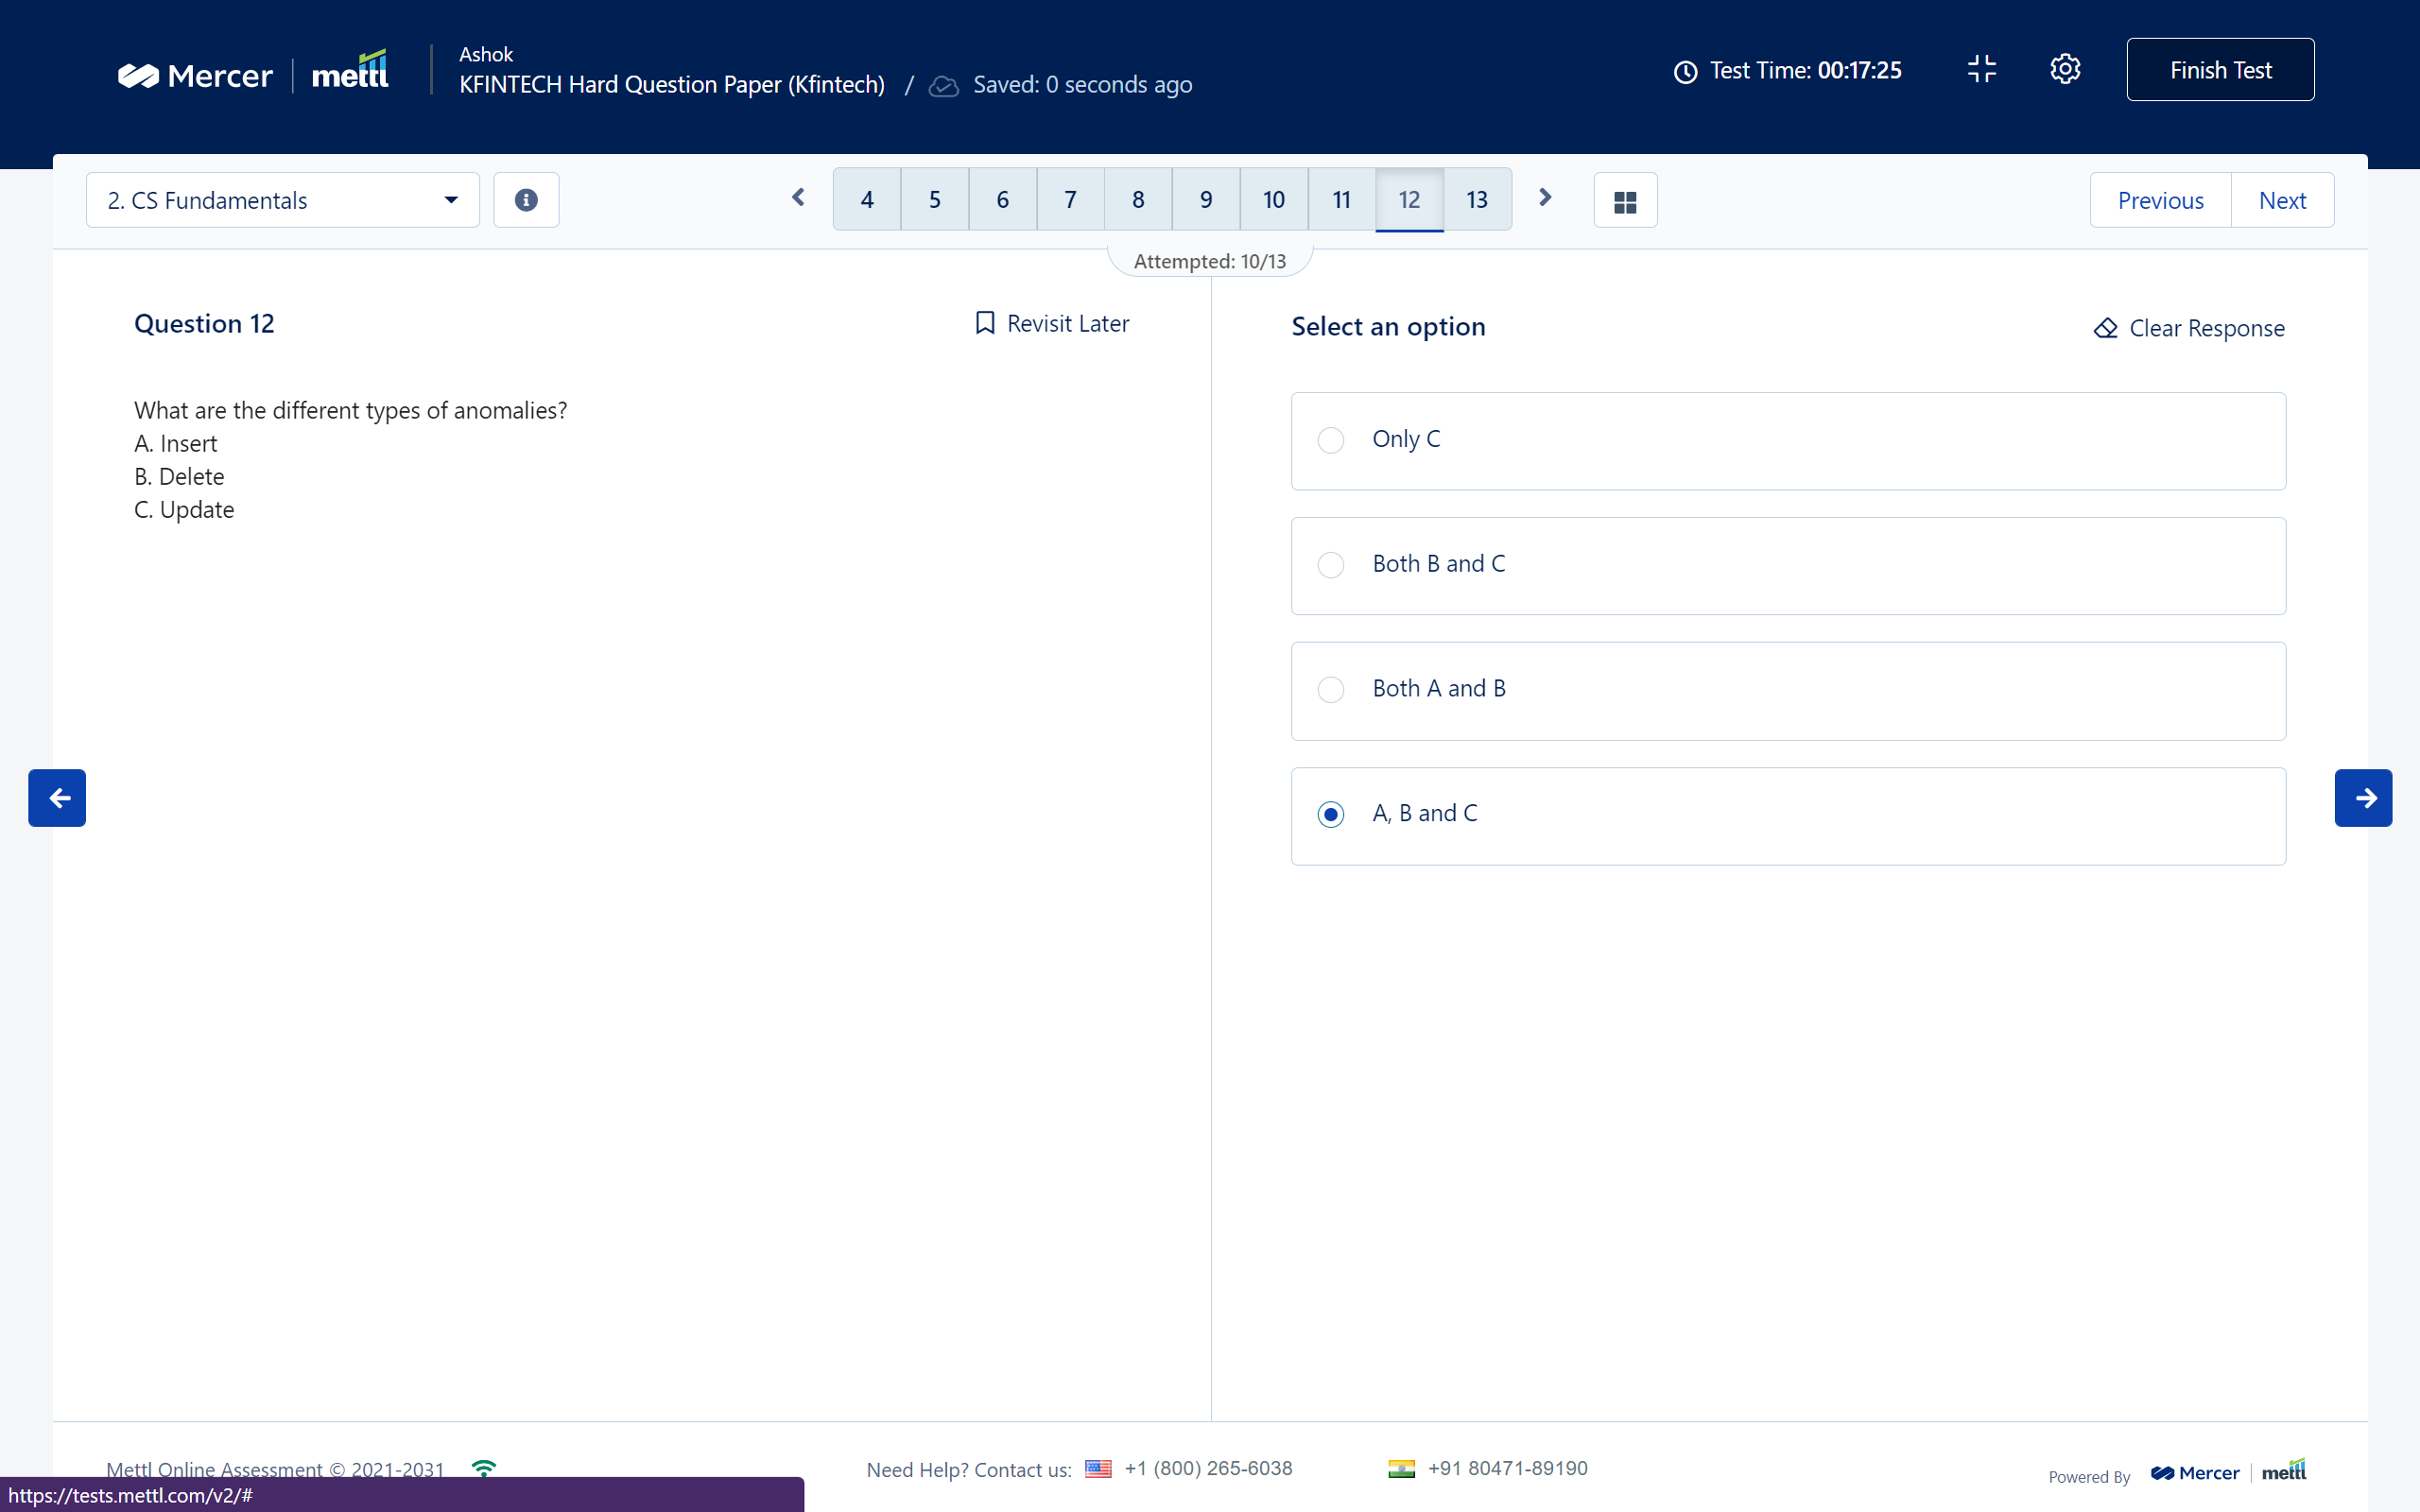 Mercer mettl
Ashok
KFINTECH Hard Question Paper (Kfintech) / Saved: 0 seconds ago
Test Time: 00:17:25
Finish Test
2. CS Fundamentals
4 5 6 7 8 9 10 11 12 13
Previous Next
Attempted: 10/13
Question 12
Revisit Later
What are the different types of anomalies?
A. Insert
B. Delete
C. Update
Select an option
Clear Response
Only C
Both B and C
Both A and B
A, B and C
Mettl Online Assessment © 2021-2031
Need Help? Contact us: +1 (800) 265-6038 +91 80471-89190
Powered By Mercer mettl
https://tests.mettl.com/v2/#